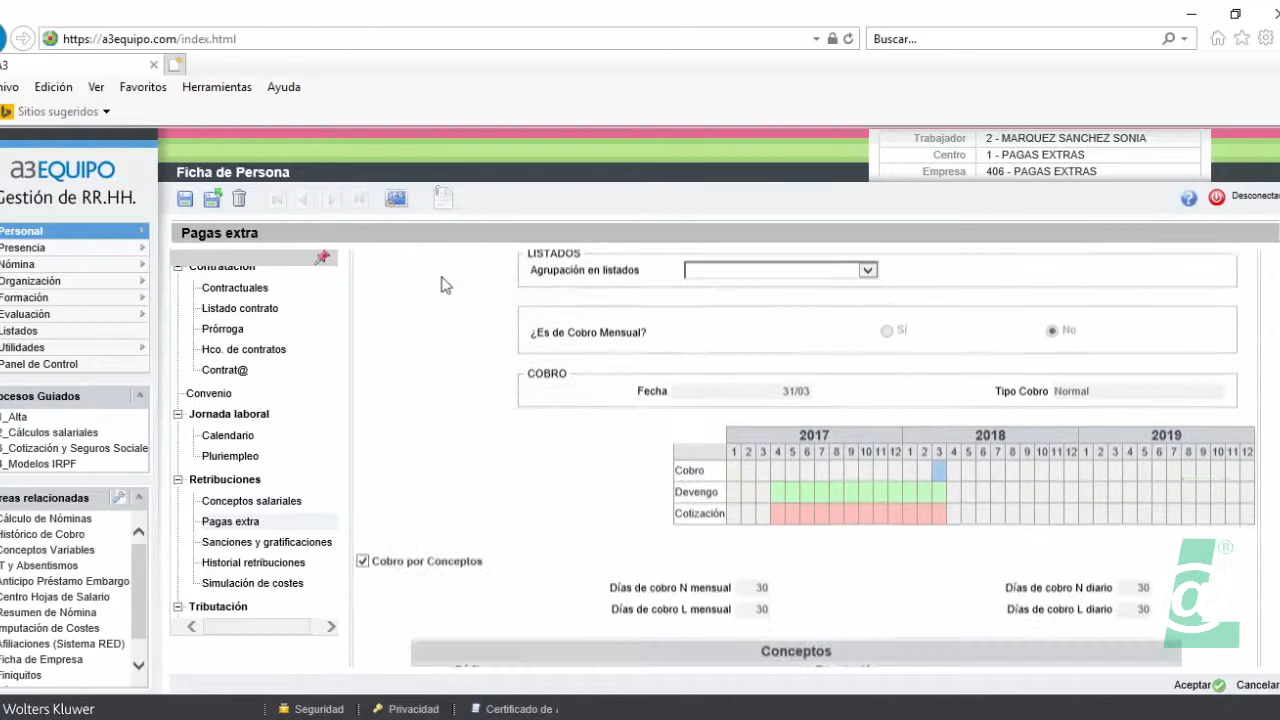 https://a3equipo.com/index.html
Buscar...
A3
Edición Ver Favoritos Herramientas Ayuda
Sitios sugeridos
Trabajador 2 - MARQUEZ SANCHEZ SONIA
Centro 1 - PAGAS EXTRAS
Empresa 406 - PAGAS EXTRAS
a3EQUIPO
Gestión de RR.HH.
Ficha de Persona
Desconecta
Personal
Presencia
Nómina
Organización
Formación
Evaluación
Listados
Utilidades
Panel de Control
ocesos Guiados
1_Alta
2_Cálculos salariales
3_Cotización y Seguros Sociale
4_Modelos IRPF
reas relacionadas
Cálculo de Nóminas
Histórico de Cobro
Conceptos Variables
T y Absentismos
Anticipo Préstamo Embargo
Centro Hojas de Salario
Resumen de Nómina
mputación de Costes
Afiliaciones (Sistema RED)
Ficha de Empresa
Finiquitos
Pagas extra
Contratación
Contractuales
Listado contrato
Prórroga
Hco. de contratos
Contrat@
Convenio
Jornada laboral
Calendario
Pluriempleo
Retribuciones
Conceptos salariales
Pagas extra
Sanciones y gratificaciones
Historial retribuciones
Simulación de costes
Tributación
LISTADOS
Agrupación en listados
¿Es de Cobro Mensual? Sí No
COBRO
Fecha 31/03 Tipo Cobro Normal
2017 2018 2019
1 2 3 4 5 6 7 8 9 10 11 12 1 2 3 4 5 6 7 8 9 10 11 12 1 2 3 4 5 6 7 8 9 10 11 12
Cobro
Devengo
Cotización
Cobro por Conceptos
Días de cobro N mensual 30 Días de cobro N diario 30
Días de cobro L mensual 30 Días de cobro L diario 30
Conceptos
@ ®
Aceptar Cancelar
Wolters Kluwer Seguridad Privacidad Certificado de